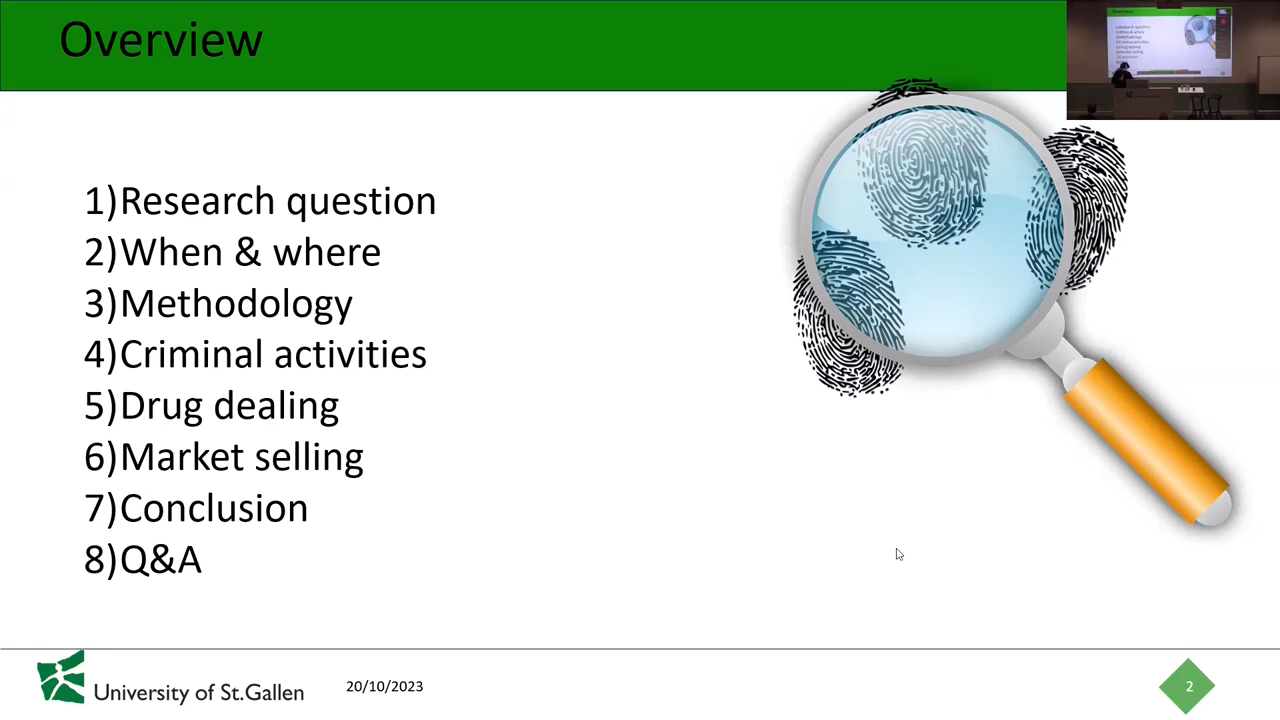 Overview
1)Research question
2)When & where
3)Methodology
4)Criminal activities
5)Drug dealing
6)Market selling
7)Conclusion
8)Q&A
University of St.Gallen
20/10/2023
2